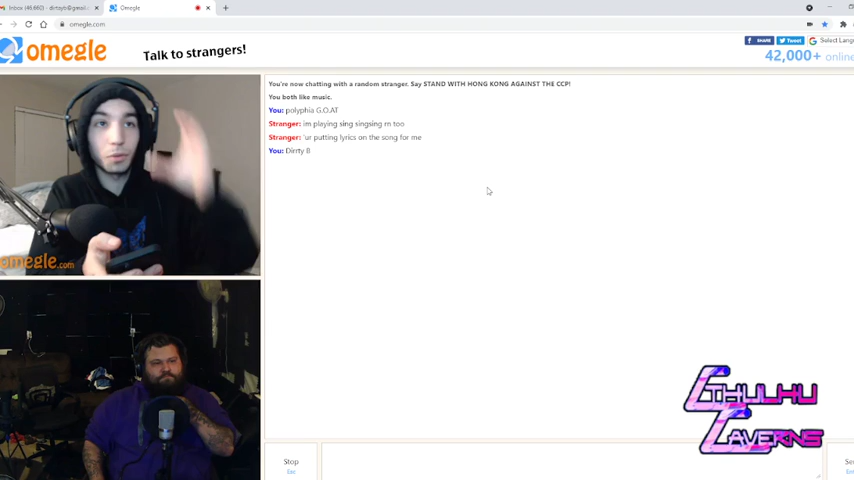 Inbox (46,660) - dirtayb@gmail.c
Omegle
omegle.com
omegle
Talk to strangers!
SHARE
Tweet
Select Lang
42,000+ online
You're now chatting with a random stranger. Say STAND WITH HONG KONG AGAINST THE CCP!
You both like music.
You: polyphia G.O.AT
Stranger: im playing sing singsing rn too
Stranger: 'ur putting lyrics on the song for me
You: Dirrty B
omegle.com
CTHULHU
CAVERNS
Stop
Esc
Se